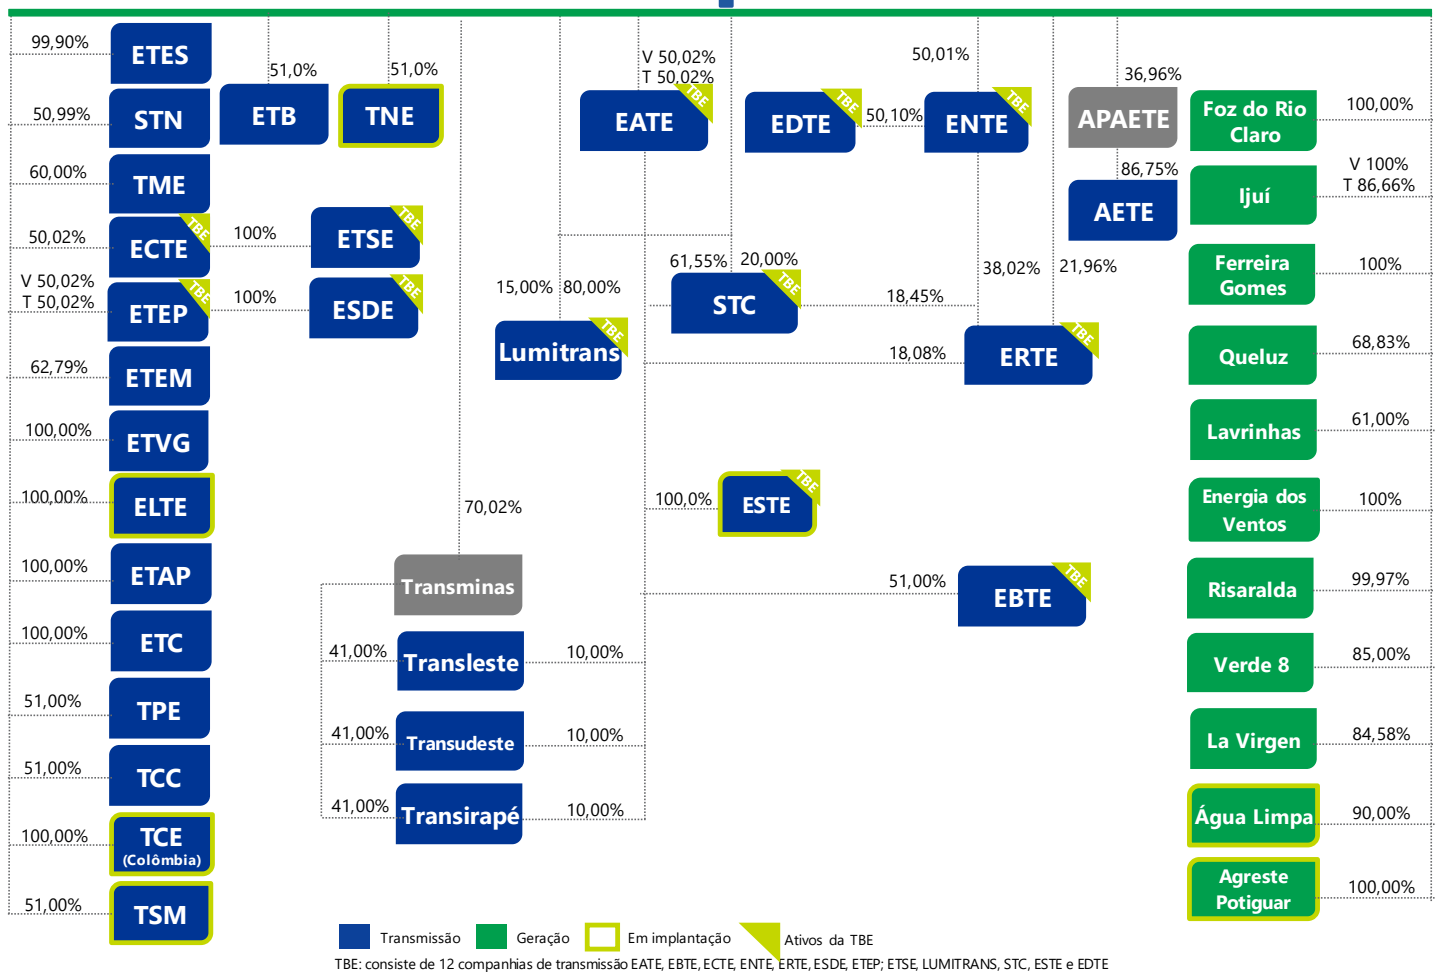 99,90%
ETES
50,99%
STN
60,00%
TME
50,02%
ECTE
TBE
100%
ETSE
TBE
V 50,02%
T 50,02%
ETEP
TBE
100%
ESDE
TBE
62,79%
ETEM
100,00%
ETVG
100,00%
ELTE
100,00%
ETAP
100,00%
ETC
51,00%
TPE
51,00%
TCC
100,00%
TCE
(Colômbia)
51,00%
TSM
51,0%
ETB
51,0%
TNE
V 50,02%
T 50,02%
EATE
TBE
EDTE
TBE
50,10%
50,01%
ENTE
TBE
36,96%
APAETE
86,75%
AETE
15,00%
80,00%
Lumitrans
TBE
61,55%
20,00%
STC
TBE
18,45%
38,02%
21,96%
18,08%
ERTE
TBE
100,0%
ESTE
TBE
51,00%
EBTE
TBE
70,02%
Transminas
41,00%
Transleste
10,00%
41,00%
Transudeste
10,00%
41,00%
Transirapé
10,00%
Foz do Rio
Claro
100,00%
Ijuí
V 100%
T 86,66%
Ferreira
Gomes
100%
Queluz
68,83%
Lavrinhas
61,00%
Energia dos
Ventos
100%
Risaralda
99,97%
Verde 8
85,00%
La Virgen
84,58%
Água Limpa
90,00%
Agreste
Potiguar
100,00%
Transmissão
Geração
Em implantação
Ativos da TBE
TBE: consiste de 12 companhias de transmissão EATE, EBTE, ECTE, ENTE, ERTE, ESDE, ETEP; ETSE, LUMITRANS, STC, ESTE e EDTE